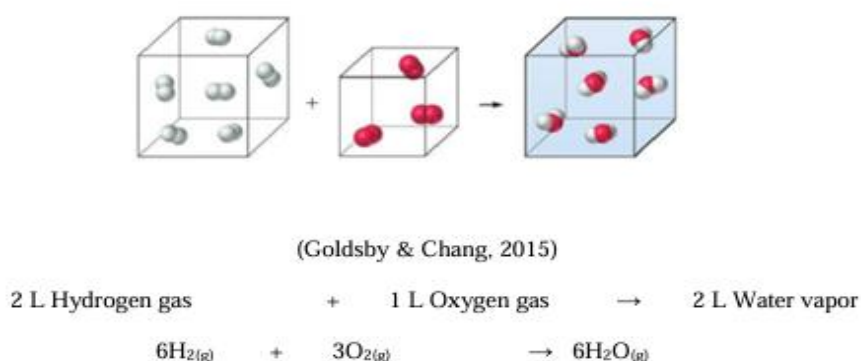 + →
(Goldsby & Chang, 2015)
2 L Hydrogen gas + 1 L Oxygen gas → 2 L Water vapor
6H₂₍g₎ + 3O₂₍g₎ → 6H₂O₍g₎